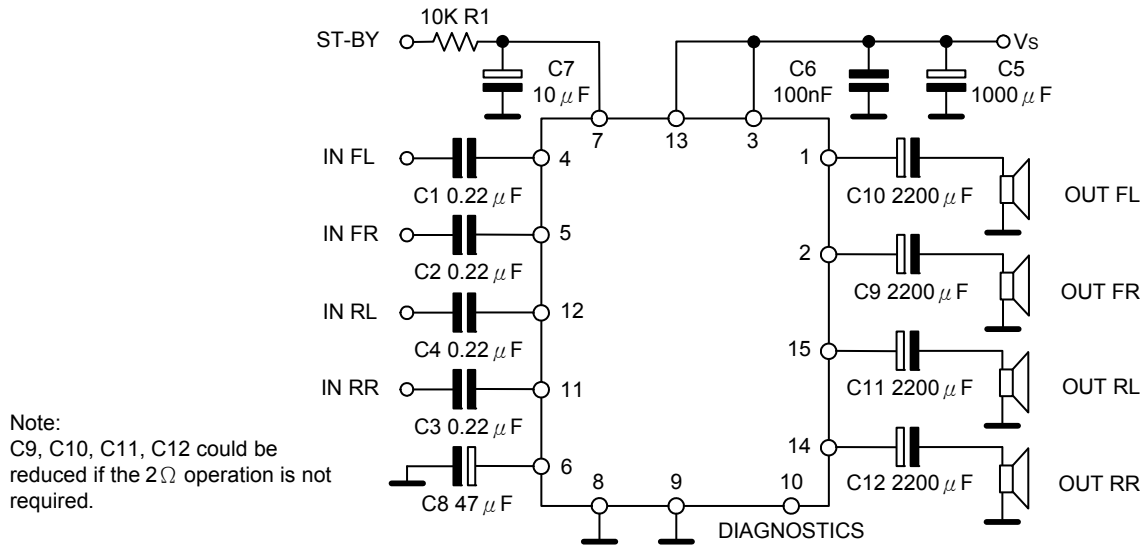 10K R1
ST-BY
C7
10 μF
C6
100nF
Vs
C5
1000 μF
7
13
3
IN FL
4
C1 0.22 μF
1
C10 2200 μF
OUT FL
IN FR
5
C2 0.22 μF
2
C9 2200 μF
OUT FR
IN RL
12
C4 0.22 μF
15
C11 2200 μF
OUT RL
IN RR
11
C3 0.22 μF
14
C12 2200 μF
OUT RR
6
C8 47 μF
8
9
10
DIAGNOSTICS
Note:
C9, C10, C11, C12 could be
reduced if the 2Ω operation is not
required.